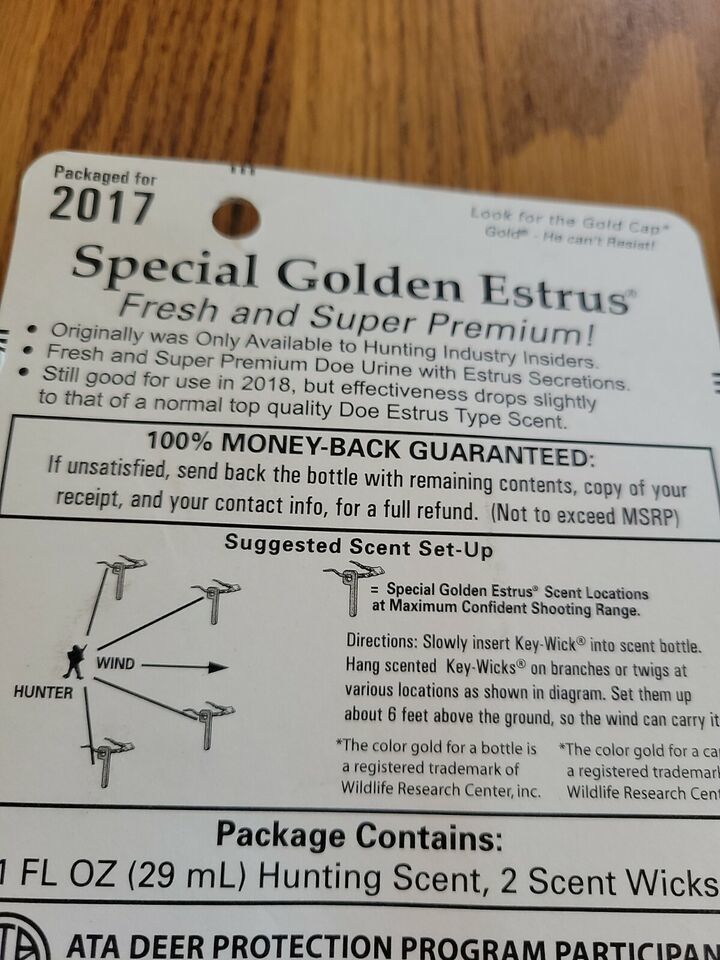 Packaged for
2017
Look for the Gold Cap*
Gold® - He can't Resist!
Special Golden Estrus®
Fresh and Super Premium!
• Originally was Only Available to Hunting Industry Insiders.
• Fresh and Super Premium Doe Urine with Estrus Secretions.
• Still good for use in 2018, but effectiveness drops slightly
to that of a normal top quality Doe Estrus Type Scent.
100% MONEY-BACK GUARANTEED:
If unsatisfied, send back the bottle with remaining contents, copy of your
receipt, and your contact info, for a full refund. (Not to exceed MSRP)
Suggested Scent Set-Up
= Special Golden Estrus® Scent Locations
at Maximum Confident Shooting Range.
WIND
HUNTER
Directions: Slowly insert Key-Wick® into scent bottle.
Hang scented Key-Wicks® on branches or twigs at
various locations as shown in diagram. Set them up
about 6 feet above the ground, so the wind can carry it
*The color gold for a bottle is
a registered trademark of
Wildlife Research Center, inc.
*The color gold for a ca
a registered trademar
Wildlife Research Cent
Package Contains:
1 FL OZ (29 mL) Hunting Scent, 2 Scent Wicks
ATA
ATA DEER PROTECTION PROGRAM PARTICIPAN